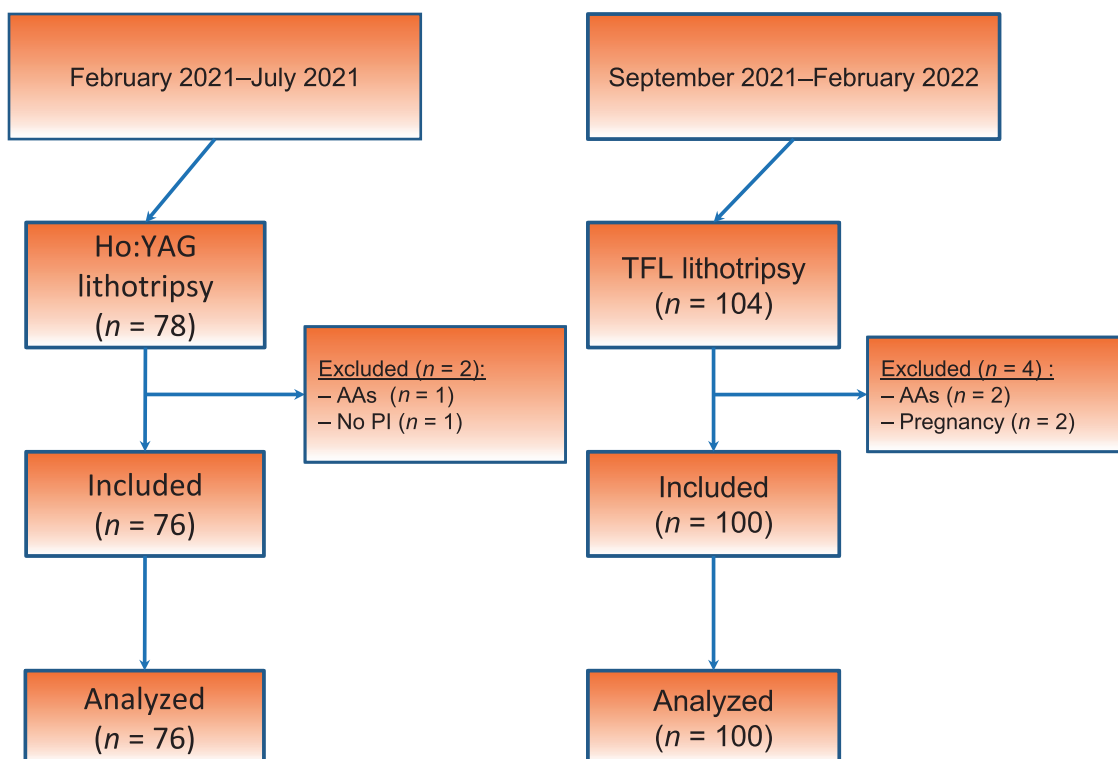 February 2021–July 2021
Ho:YAG
lithotripsy
(n = 78)
Excluded (n = 2):
– AAs (n = 1)
– No PI (n = 1)
Included
(n = 76)
Analyzed
(n = 76)
September 2021–February 2022
TFL lithotripsy
(n = 104)
Excluded (n = 4) :
– AAs (n = 2)
– Pregnancy (n = 2)
Included
(n = 100)
Analyzed
(n = 100)